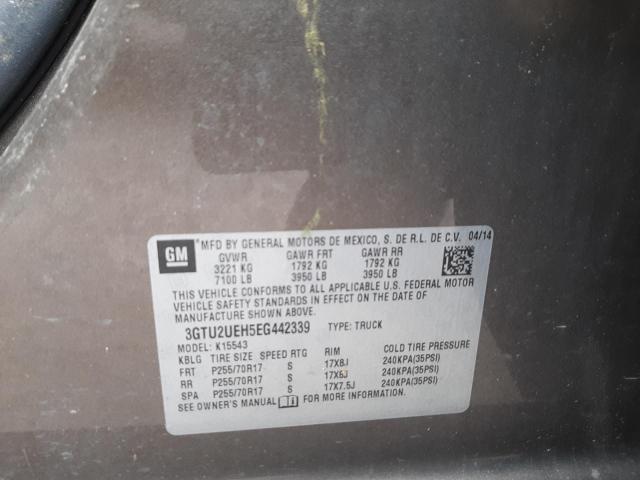 GM
MFD BY GENERAL MOTORS DE MEXICO, S. DE R.L. DE C.V. 04/14
GVWR GAWR FRT GAWR RR
3221 KG 1792 KG 1792 KG
7100 LB 3950 LB 3950 LB
THIS VEHICLE CONFORMS TO ALL APPLICABLE U.S. FEDERAL MOTOR
VEHICLE SAFETY STANDARDS IN EFFECT ON THE DATE OF
MANUFACTURE SHOWN ABOVE.
3GTU2UEH5EG442339 TYPE: TRUCK
MODEL: K15543
KBLG TIRE SIZE SPEED RTG RIM COLD TIRE PRESSURE
FRT P255/70R17 S 17X8J 240KPA(35PSI)
RR P255/70R17 S 17X8J 240KPA(35PSI)
SPA P255/70R17 S 17X7.5J 240KPA(35PSI)
SEE OWNER'S MANUAL FOR MORE INFORMATION